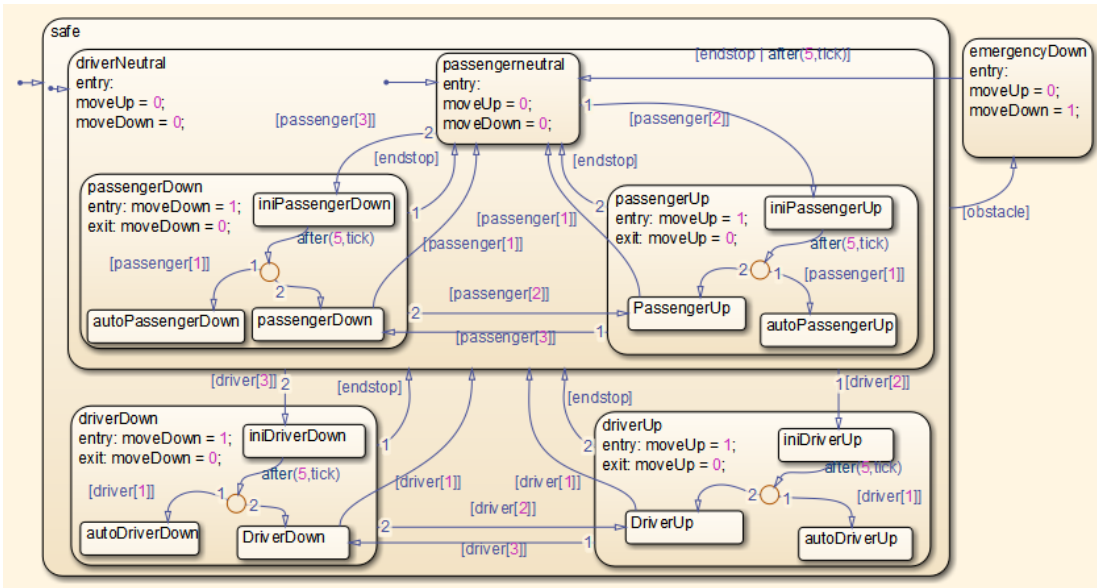 safe
driverNeutral
entry:
moveUp = 0;
moveDown = 0;
passengerneutral
entry:
moveUp = 0;
moveDown = 0;
[endstop | after(5,tick)]
emergencyDown
entry:
moveUp = 0;
moveDown = 1;
[passenger[3]]
2
1
[passenger[2]]
[endstop]
[endstop]
passengerDown
entry: moveDown = 1;
exit: moveDown = 0;
iniPassengerDown
1
after(5,tick)
[passenger[1]]
1
2
autoPassengerDown
passengerDown
[passenger[1]]
[passenger[1]]
2
[passenger[2]]
1
[passenger[3]]
passengerUp
entry: moveUp = 1;
exit: moveUp = 0;
2
iniPassengerUp
after(5,tick)
2
1
[passenger[1]]
PassengerUp
autoPassengerUp
[obstacle]
[driver[3]]
2
[endstop]
[endstop]
1
[driver[2]]
driverDown
entry: moveDown = 1;
exit: moveDown = 0;
iniDriverDown
1
after(5,tick)
[driver[1]]
1
2
autoDriverDown
DriverDown
[driver[1]]
[driver[1]]
2
[driver[2]]
1
[driver[3]]
driverUp
entry: moveUp = 1;
exit: moveUp = 0;
2
iniDriverUp
after(5,tick)
2
1
[driver[1]]
DriverUp
autoDriverUp